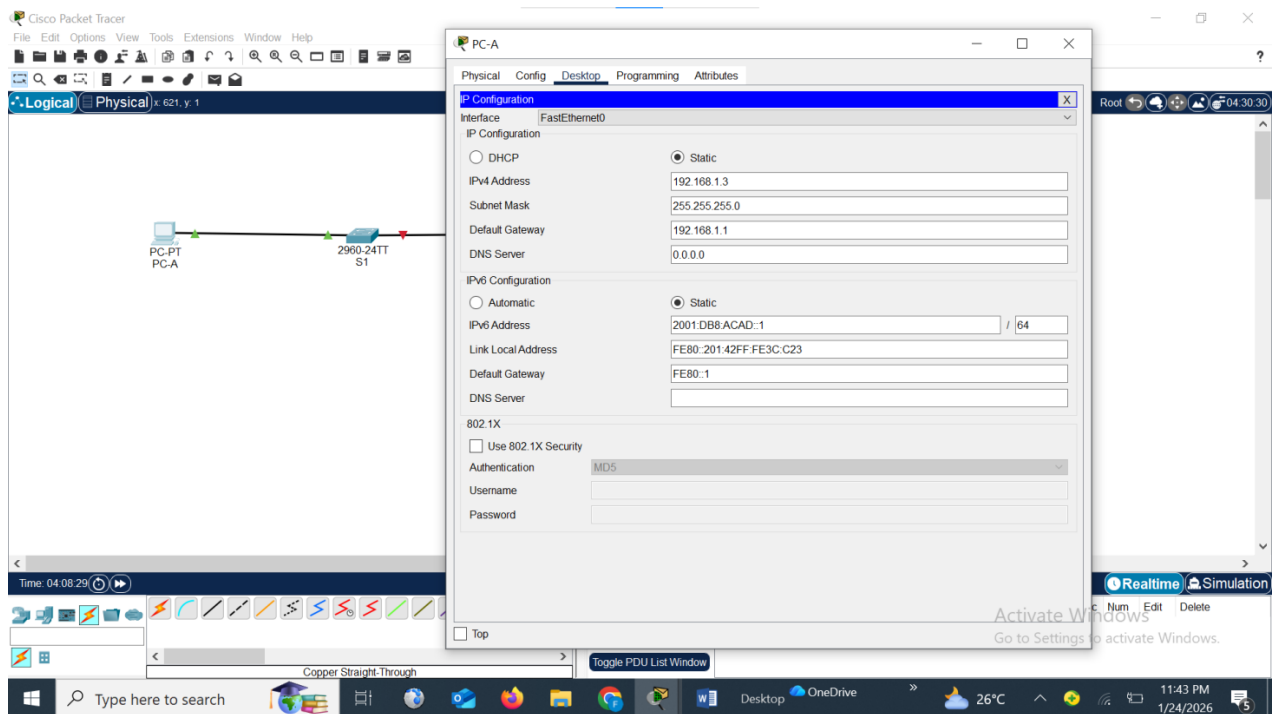 Cisco Packet Tracer
File Edit Options View Tools Extensions Window Help
?
Logical Physical x: 621, y: 1
Root 04:30:30
PC-PT
PC-A
2960-24TT
S1
PC-A
Physical Config Desktop Programming Attributes
IP Configuration X
Interface FastEthernet0
IP Configuration
DHCP Static
IPv4 Address 192.168.1.3
Subnet Mask 255.255.255.0
Default Gateway 192.168.1.1
DNS Server 0.0.0.0
IPv6 Configuration
Automatic Static
IPv6 Address 2001:DB8:ACAD::1 / 64
Link Local Address FE80::201:42FF:FE3C:C23
Default Gateway FE80::1
DNS Server
802.1X
Use 802.1X Security
Authentication MD5
Username
Password
Top
Time: 04:08:29
Realtime Simulation
Num Edit Delete
Activate Windows
Go to Settings to activate Windows.
Copper Straight-Through
Toggle PDU List Window
Type here to search
Desktop OneDrive
26°C
11:43 PM
1/24/2026
5